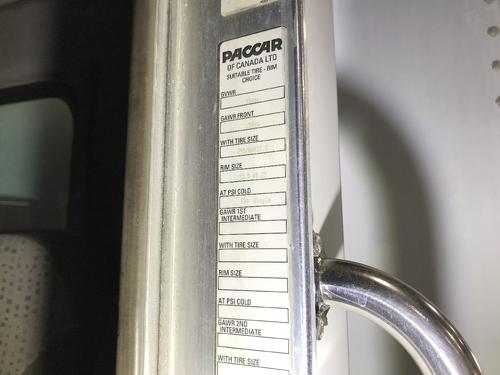 PACCAR
OF CANADA LTD
SUITABLE TIRE - RIM
CHOICE
GVWR
GAWR FRONT
WITH TIRE SIZE
RIM SIZE
AT PSI COLD
GAWR 1ST
INTERMEDIATE
WITH TIRE SIZE
RIM SIZE
AT PSI COLD
GAWR 2ND
INTERMEDIATE
WITH TIRE SIZE